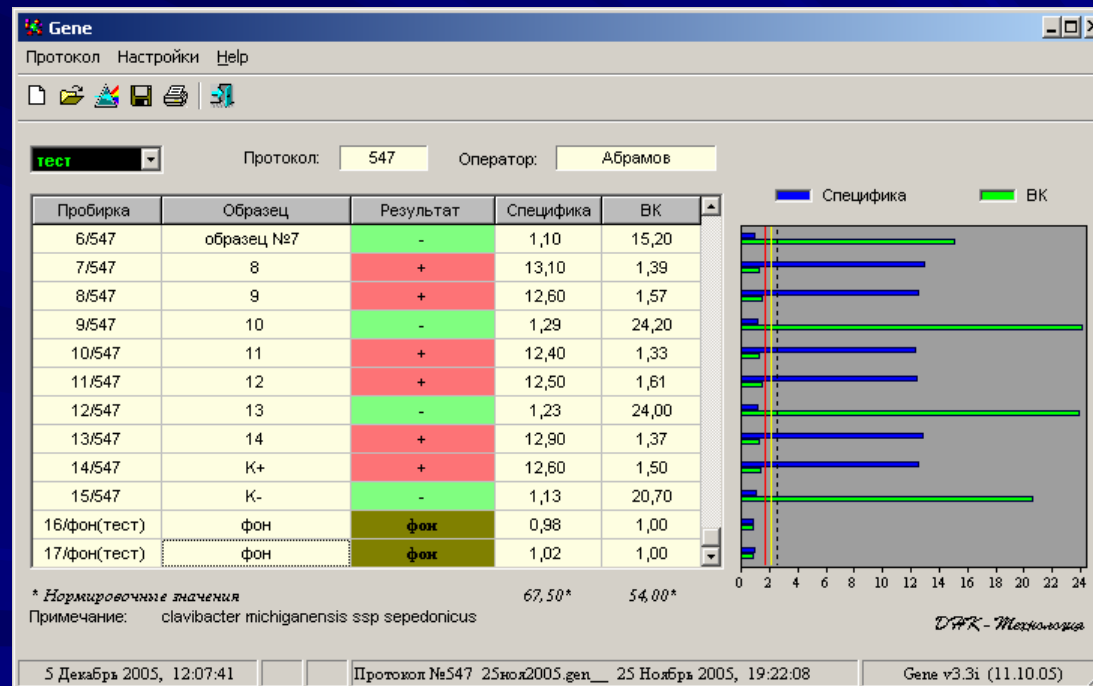 Gene
Протокол Настройки Help
тест Протокол: 547 Оператор: Абрамов
Специфика ВК
Пробирка Образец Результат Специфика ВК
6/547 образец №7 - 1,10 15,20
7/547 8 + 13,10 1,39
8/547 9 + 12,60 1,57
9/547 10 - 1,29 24,20
10/547 11 + 12,40 1,33
11/547 12 + 12,50 1,61
12/547 13 - 1,23 24,00
13/547 14 + 12,90 1,37
14/547 К+ + 12,60 1,50
15/547 К- - 1,13 20,70
16/фон(тест) фон фон 0,98 1,00
17/фон(тест) фон фон 1,02 1,00
0 2 4 6 8 10 12 14 16 18 20 22 24
* Нормировочные значения 67,50* 54,00*
Примечание: clavibacter michiganensis ssp sepedonicus
ДНК-Технология
5 Декабрь 2005, 12:07:41 Протокол №547 25ноя2005.gen__ 25 Ноябрь 2005, 19:22:08 Gene v3.3i (11.10.05)